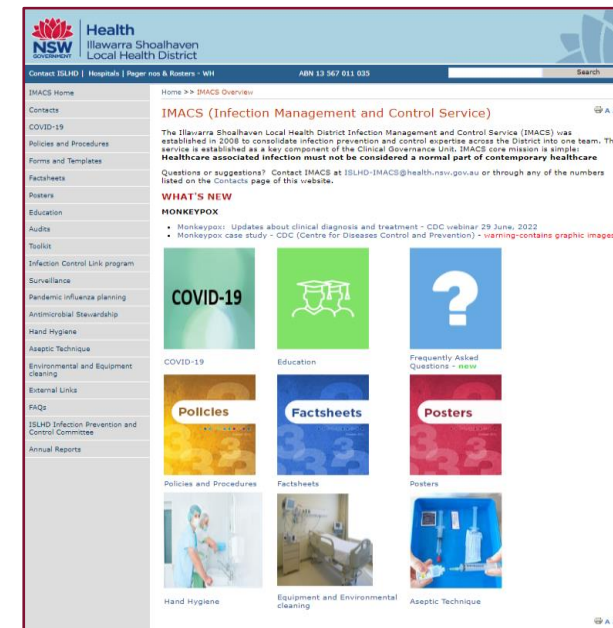 NSW
GOVERNMENT
Health
Illawarra Shoalhaven
Local Health District
Contact ISLHD | Hospitals | Pager nos & Rosters - WH
ABN 13 567 011 035
Search
IMACS Home
Contacts
COVID-19
Policies and Procedures
Forms and Templates
Factsheets
Posters
Education
Audits
Toolkit
Infection Control Link program
Surveillance
Pandemic influenza planning
Antimicrobial Stewardship
Hand Hygiene
Aseptic Technique
Environmental and Equipment
cleaning
External Links
FAQs
ISLHD Infection Prevention and
Control Committee
Annual Reports
Home >> IMACS Overview
IMACS (Infection Management and Control Service)
A
The Illawarra Shoalhaven Local Health District Infection Management and Control Service (IMACS) was
established in 2008 to consolidate infection prevention and control expertise across the District into one team. Th
service is established as a key component of the Clinical Governance Unit. IMACS core mission is simple:
Healthcare associated infection must not be considered a normal part of contemporary healthcare
Questions or suggestions? Contact IMACS at ISLHD-IMACS@health.nsw.gov.au or through any of the numbers
listed on the Contacts page of this website.
WHAT'S NEW
MONKEYPOX
Monkeypox: Updates about clinical diagnosis and treatment - CDC webinar 29 June, 2022
Monkeypox case study - CDC (Centre for Diseases Control and Prevention) - warning-contains graphic images
COVID-19
?
COVID-19
Education
Frequently Asked
Questions - new
Policies
Factsheets
Posters
Policies and Procedures
Factsheets
Posters
Hand Hygiene
Equipment and Environmental
cleaning
Aseptic Technique
A